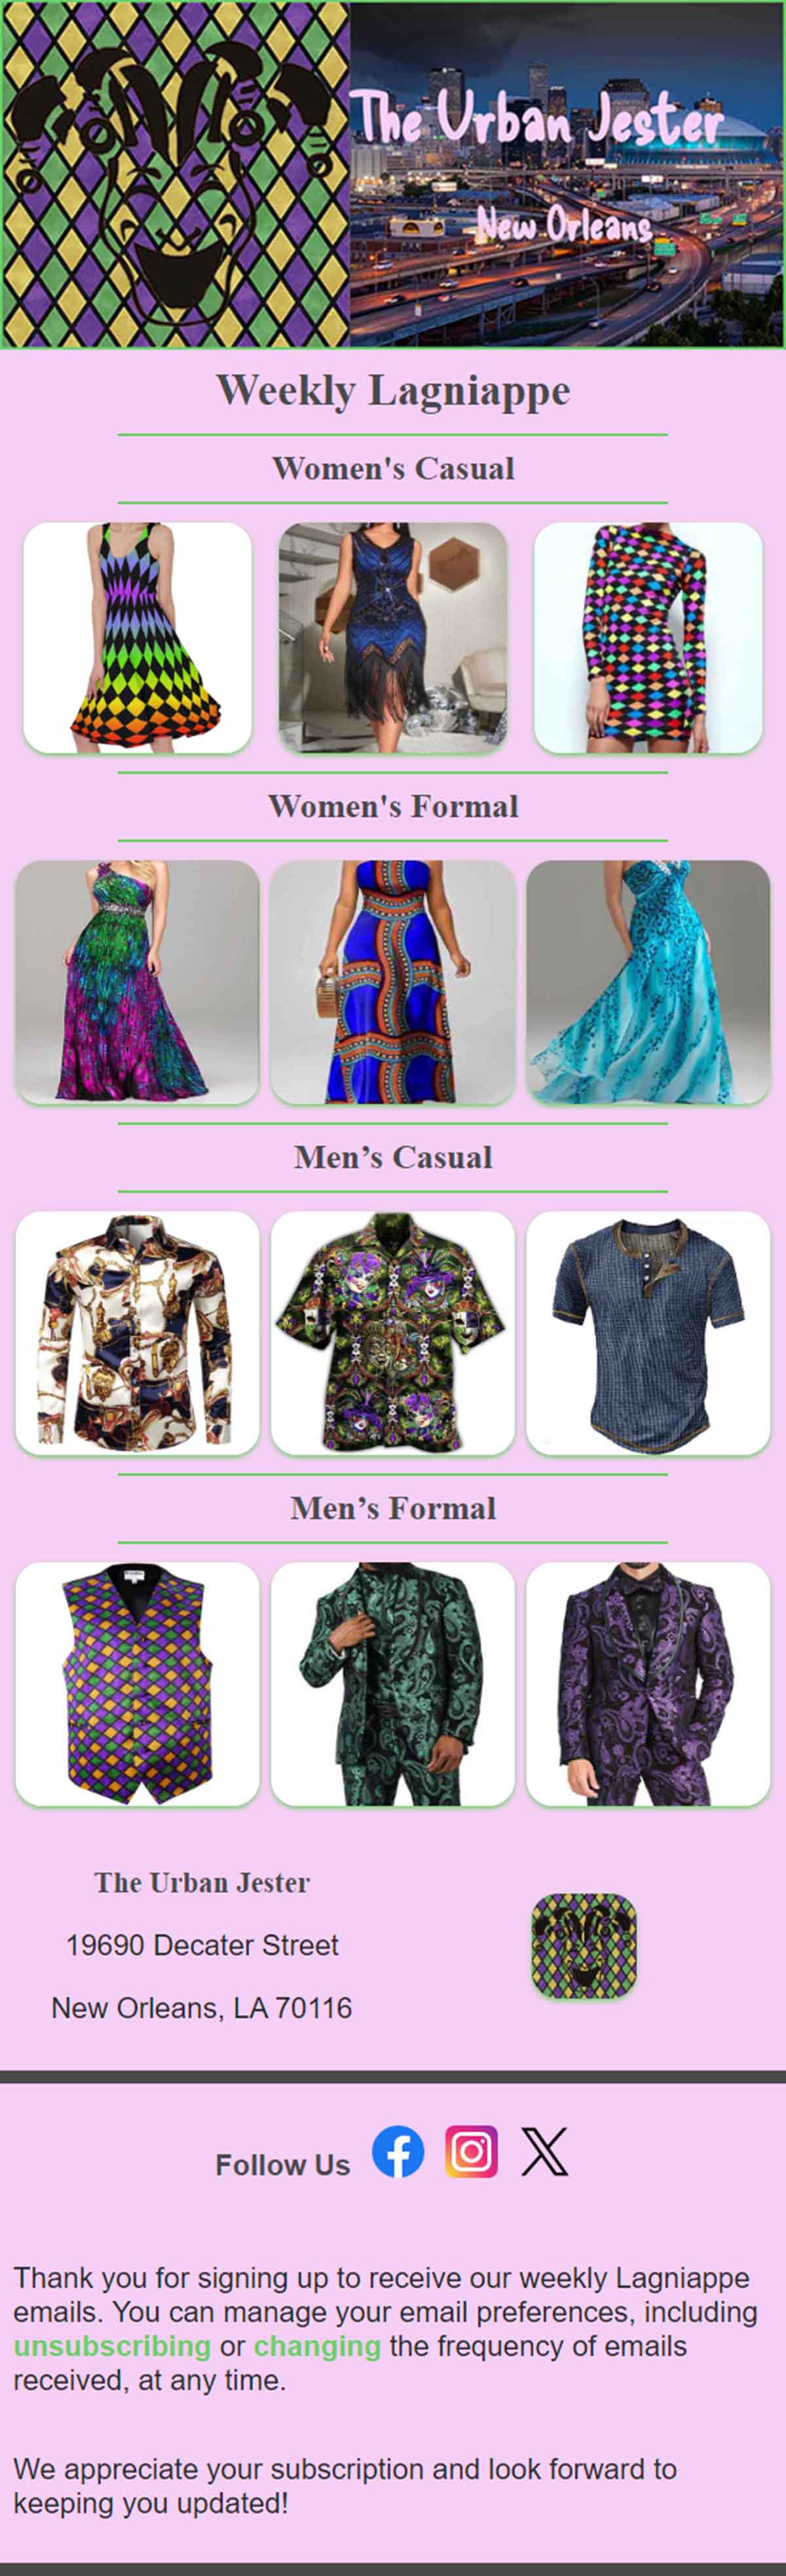 The Urban Jester
New Orleans
Weekly Lagniappe
Women's Casual
Women's Formal
Men’s Casual
Men’s Formal
The Urban Jester
19690 Decater Street
New Orleans, LA 70116
Follow Us
Thank you for signing up to receive our weekly Lagniappe
emails. You can manage your email preferences, including
unsubscribing or changing the frequency of emails
received, at any time.
We appreciate your subscription and look forward to
keeping you updated!